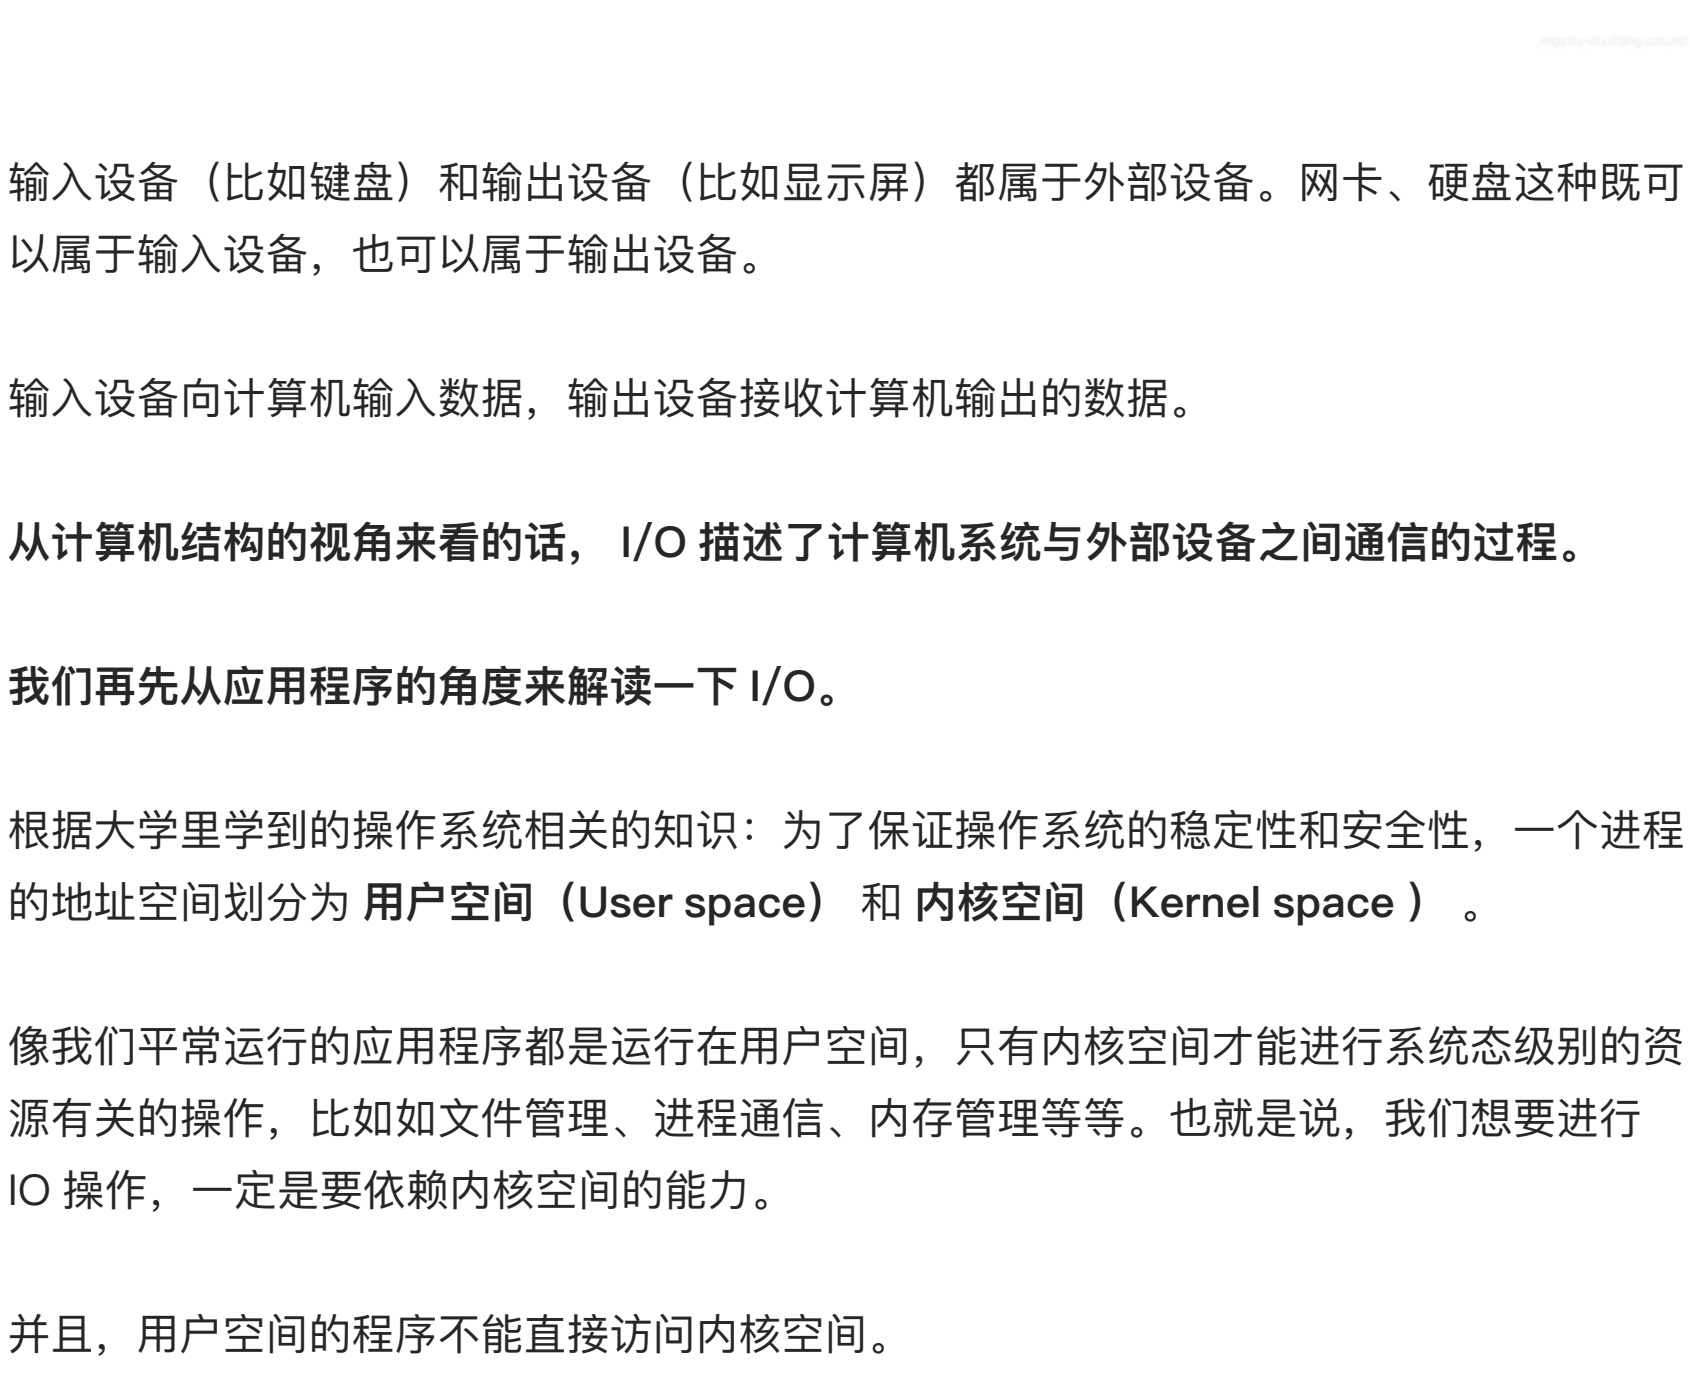 输入设备（比如键盘）和输出设备（比如显示屏）都属于外部设备。网卡、硬盘这种既可
以属于输入设备，也可以属于输出设备。
输入设备向计算机输入数据，输出设备接收计算机输出的数据。
从计算机结构的视角来看的话， I/O 描述了计算机系统与外部设备之间通信的过程。
我们再先从应用程序的角度来解读一下 I/O。
根据大学里学到的操作系统相关的知识：为了保证操作系统的稳定性和安全性，一个进程
的地址空间划分为 用户空间（User space） 和 内核空间（Kernel space ） 。
像我们平常运行的应用程序都是运行在用户空间，只有内核空间才能进行系统态级别的资
源有关的操作，比如如文件管理、进程通信、内存管理等等。也就是说，我们想要进行
IO 操作，一定是要依赖内核空间的能力。
并且，用户空间的程序不能直接访问内核空间。